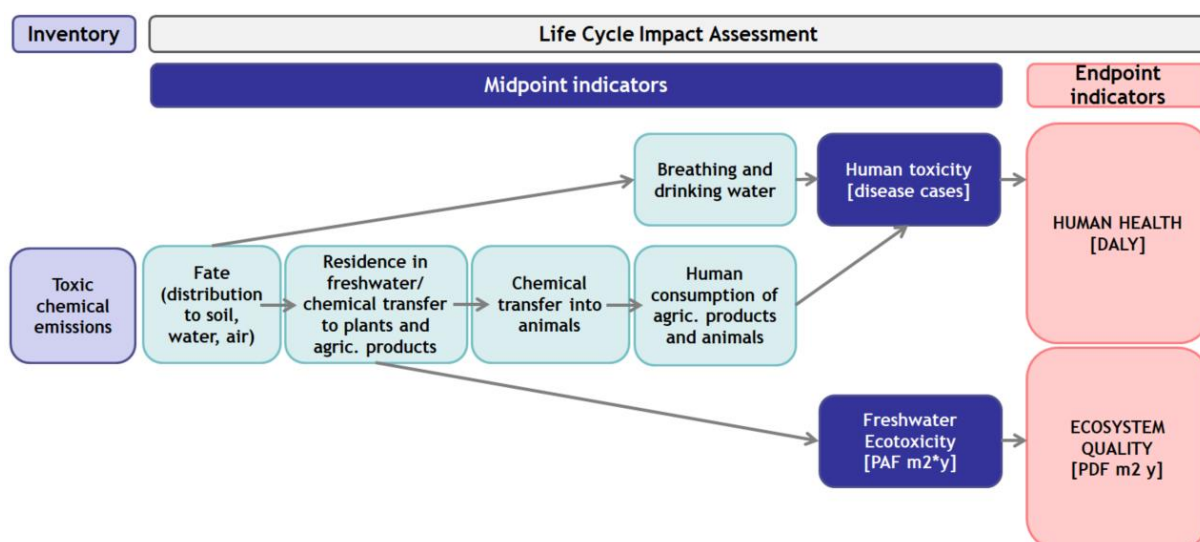 Inventory
Life Cycle Impact Assessment
Midpoint indicators
Endpoint
indicators
Breathing and
drinking water
Human toxicity
[disease cases]
HUMAN HEALTH
[DALY]
Toxic
chemical
emissions
Fate
(distribution
to soil,
water, air)
Residence in
freshwater/
chemical transfer
to plants and
agric. products
Chemical
transfer into
animals
Human
consumption of
agric. products
and animals
Freshwater
Ecotoxicity
[PAF m2*y]
ECOSYSTEM
QUALITY
[PDF m2 y]